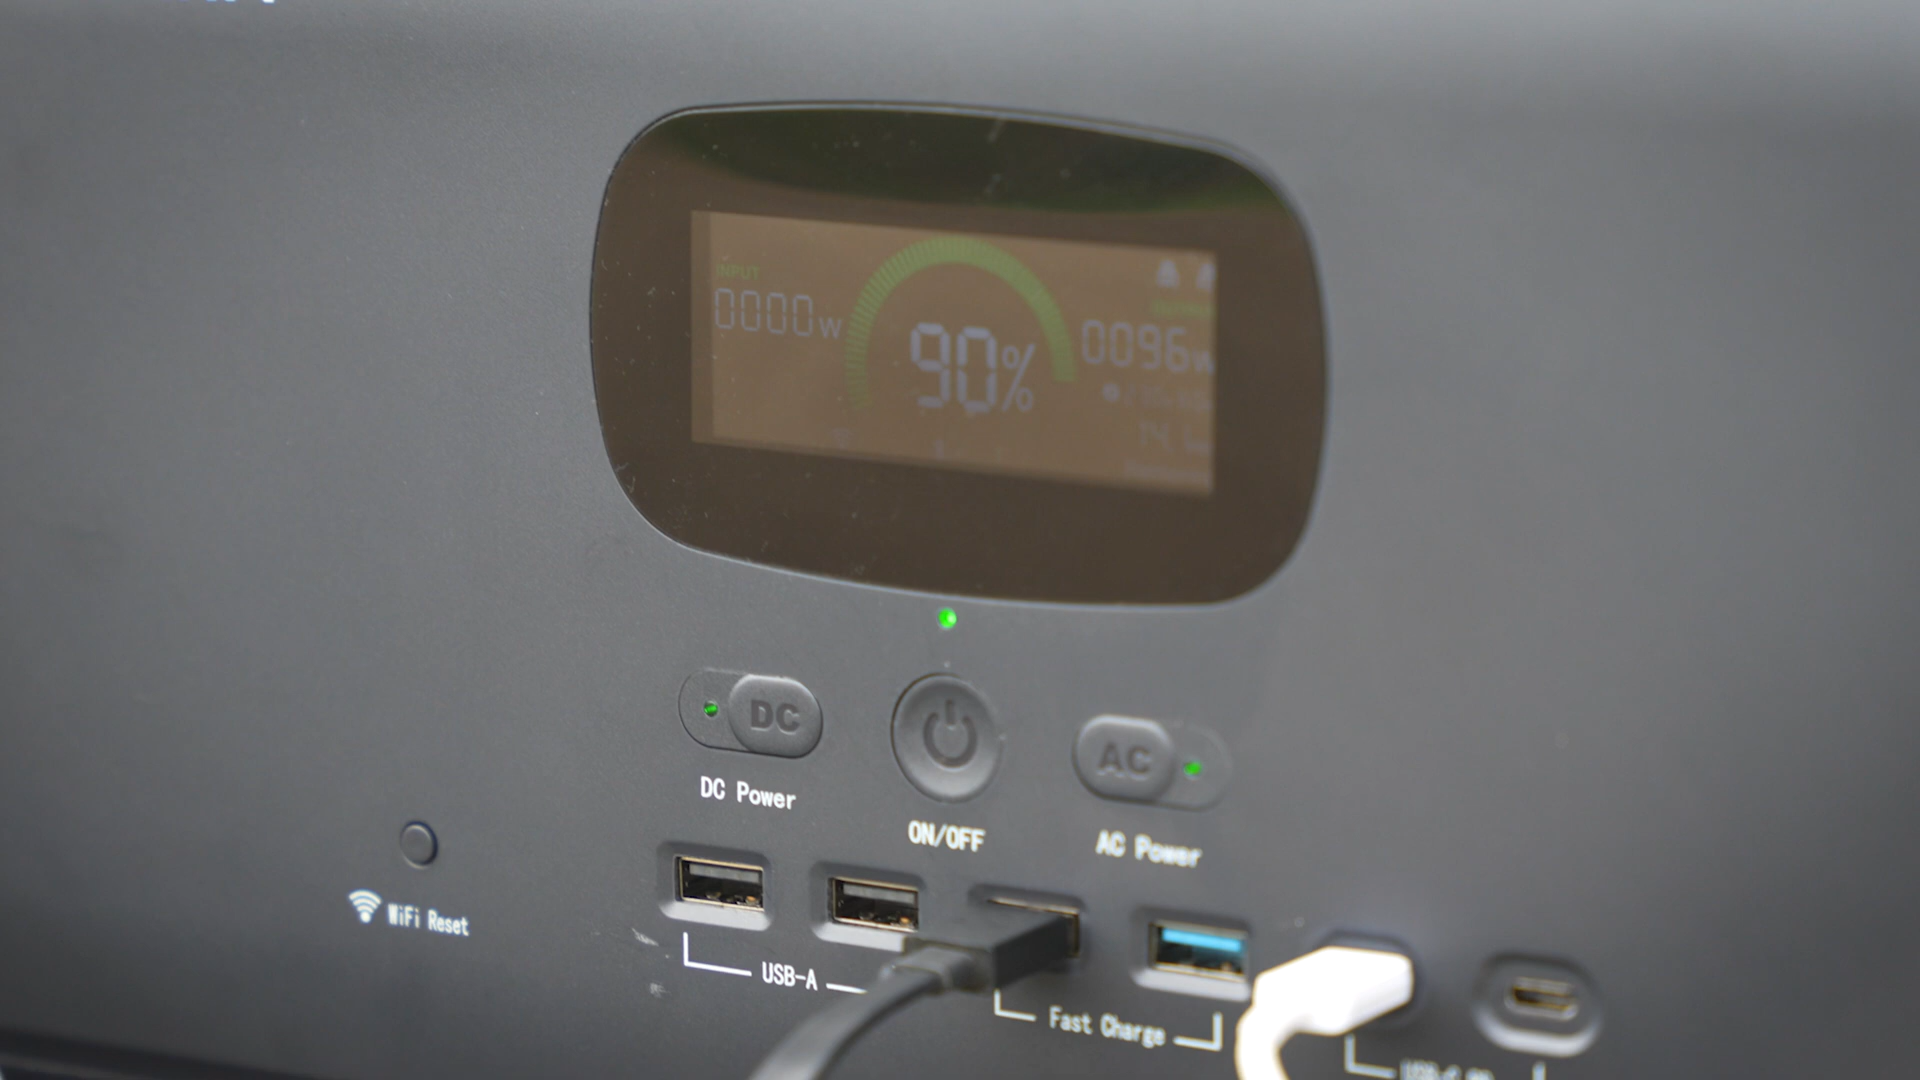 INPUT
0000W
90%
0096W
DC
AC
DC Power
ON/OFF
AC Power
WiFi Reset
USB-A
Fast Charge